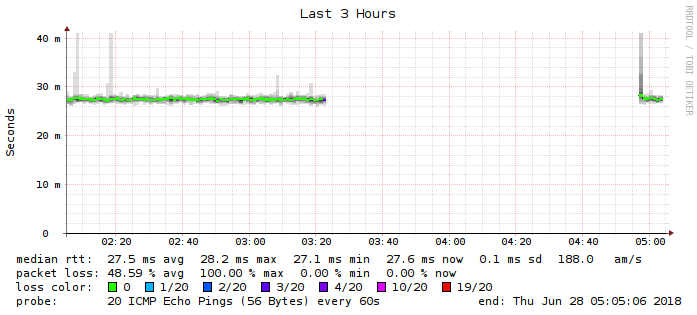 Last 3 Hours
RRDTOOL / TOBI OETIKER
Seconds
40 m
30 m
20 m
10 m
0
02:20 02:40 03:00 03:20 03:40 04:00 04:20 04:40 05:00
median rtt: 27.5 ms avg 28.2 ms max 27.1 ms min 27.6 ms now 0.1 ms sd 188.0 am/s
packet loss: 48.59 % avg 100.00 % max 0.00 % min 0.00 % now
loss color: 0 1/20 2/20 3/20 4/20 10/20 19/20
probe: 20 ICMP Echo Pings (56 Bytes) every 60s end: Thu Jun 28 05:05:06 2018